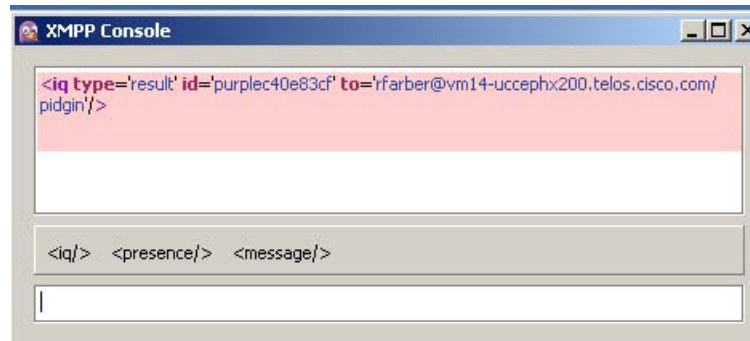 XMPP Console
<iq type='result' id='purplec40e83cf' to='rfarber@vm14-uccephx200.telos.cisco.com/
pidgin'/>
<iq/> <presence/> <message/>